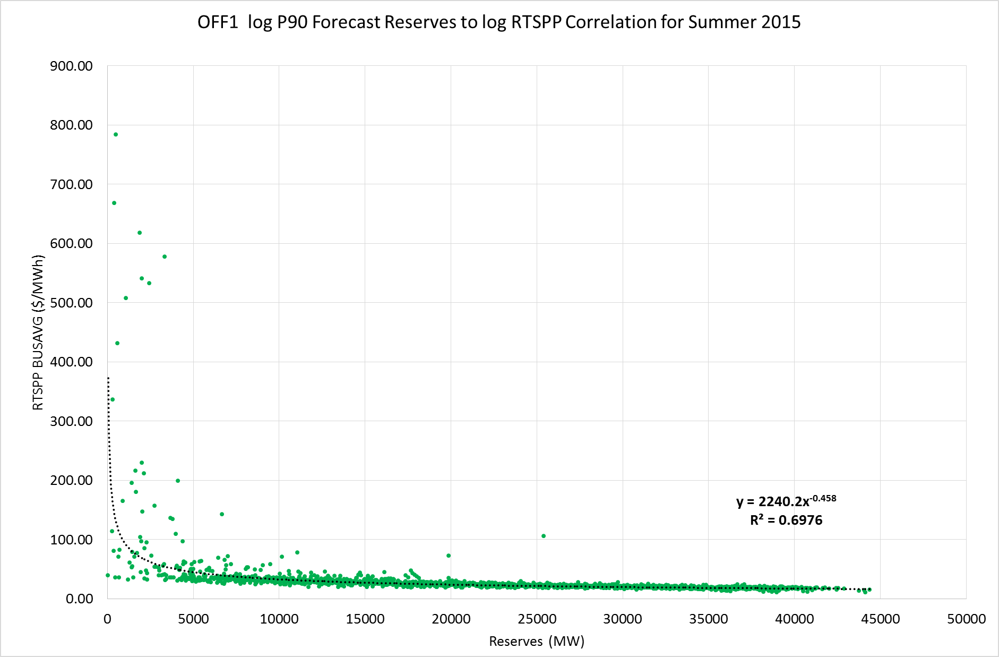 OFF1  log P90 Forecast Reserves to log RTSPP Correlation for Summer 2015
900.00
800.00
700.00
600.00
500.00
400.00
300.00
200.00
100.00
0.00
RTSPP BUSAVG ($/MWh)
y = 2240.2x^-0.458
R² = 0.6976
0 5000 10000 15000 20000 25000 30000 35000 40000 45000 50000
Reserves (MW)